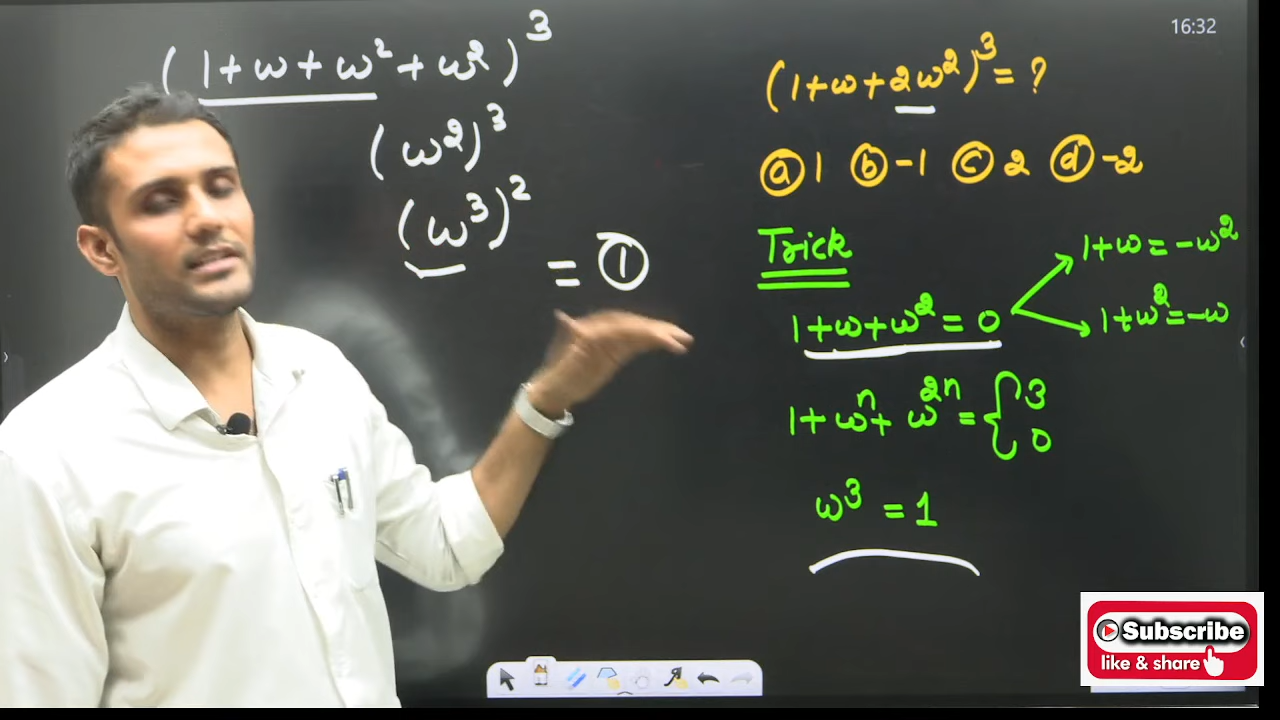 16:32
(1+ω+ω²+ω²)³
(ω²)³
(ω³)²
= ①
(1+ω+2ω²)³ = ?
ⓐ 1 ⓑ -1 ⓒ 2 ⓓ -2
Trick
1+ω+ω² = 0
1+ω = -ω²
1+ω² = -ω
1+ωⁿ+ω²ⁿ = { 3
0
ω³ = 1
Subscribe
like & share